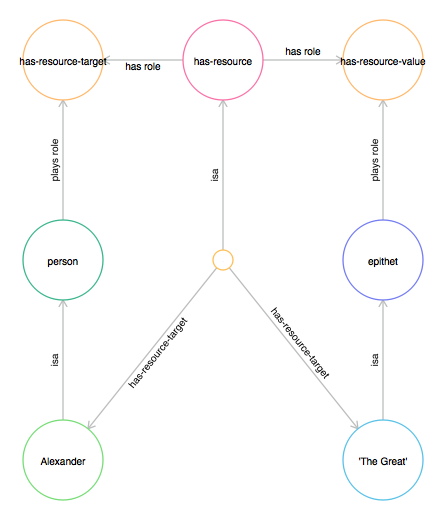 has-resource-target
has role
has-resource
has role
has-resource-value
plays role
isa
plays role
person
epithet
isa
has-resource-target
has-resource-target
isa
Alexander
'The Great'